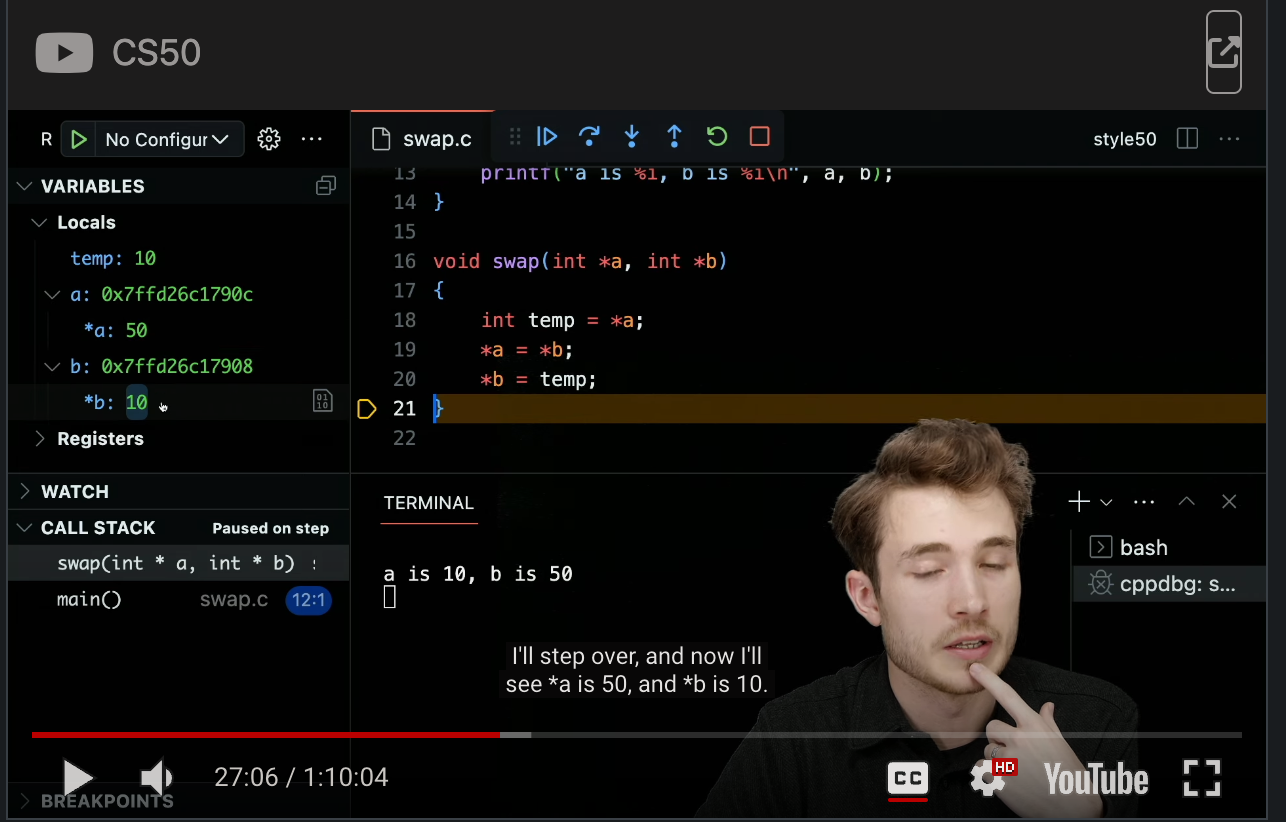 CS50
R No Configur
swap.c
style50
VARIABLES
Locals
temp: 10
a: 0x7ffd26c1790c
*a: 50
b: 0x7ffd26c17908
*b: 10
Registers
WATCH
CALL STACK Paused on step
swap(int * a, int * b)
main() swap.c 12:1
BREAKPOINTS
13 printf("a is %i, b is %i\n", a, b);
14 }
15
16 void swap(int *a, int *b)
17 {
18 int temp = *a;
19 *a = *b;
20 *b = temp;
21 }
22
TERMINAL
a is 10, b is 50
bash
cppdbg: s...
I'll step over, and now I'll
see *a is 50, and *b is 10.
27:06 / 1:10:04
CC
HD
YouTube